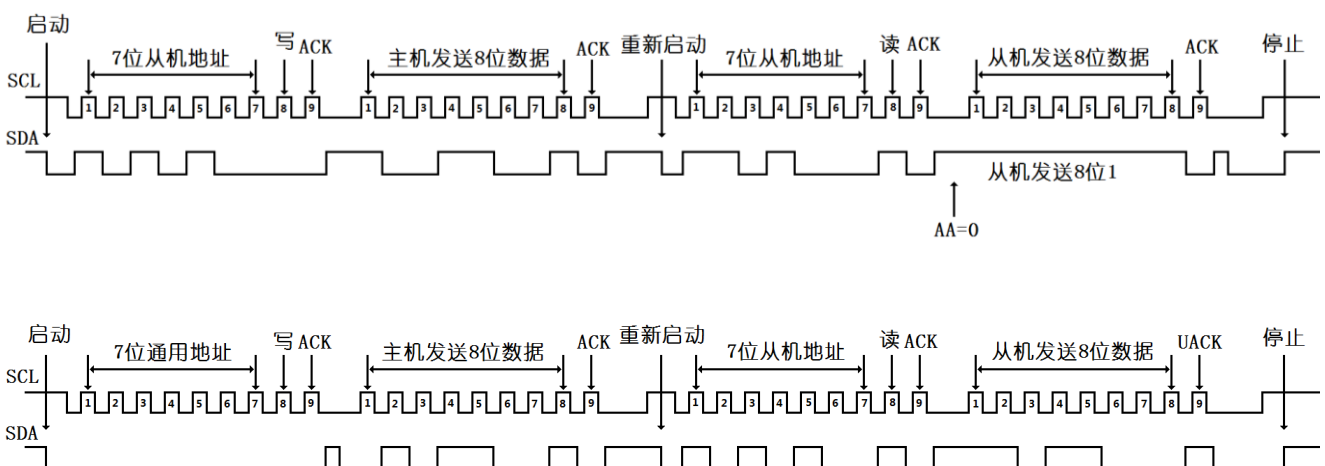 启动 7位从机地址 写 ACK 主机发送8位数据 ACK 重新启动 7位从机地址 读 ACK 从机发送8位数据 ACK 停止
SCL 1 2 3 4 5 6 7 8 9 1 2 3 4 5 6 7 8 9 1 2 3 4 5 6 7 8 9 1 2 3 4 5 6 7 8 9
SDA
从机发送8位1
AA=0
启动 7位通用地址 写 ACK 主机发送8位数据 ACK 重新启动 7位从机地址 读 ACK 从机发送8位数据 UACK 停止
SCL 1 2 3 4 5 6 7 8 9 1 2 3 4 5 6 7 8 9 1 2 3 4 5 6 7 8 9 1 2 3 4 5 6 7 8 9
SDA